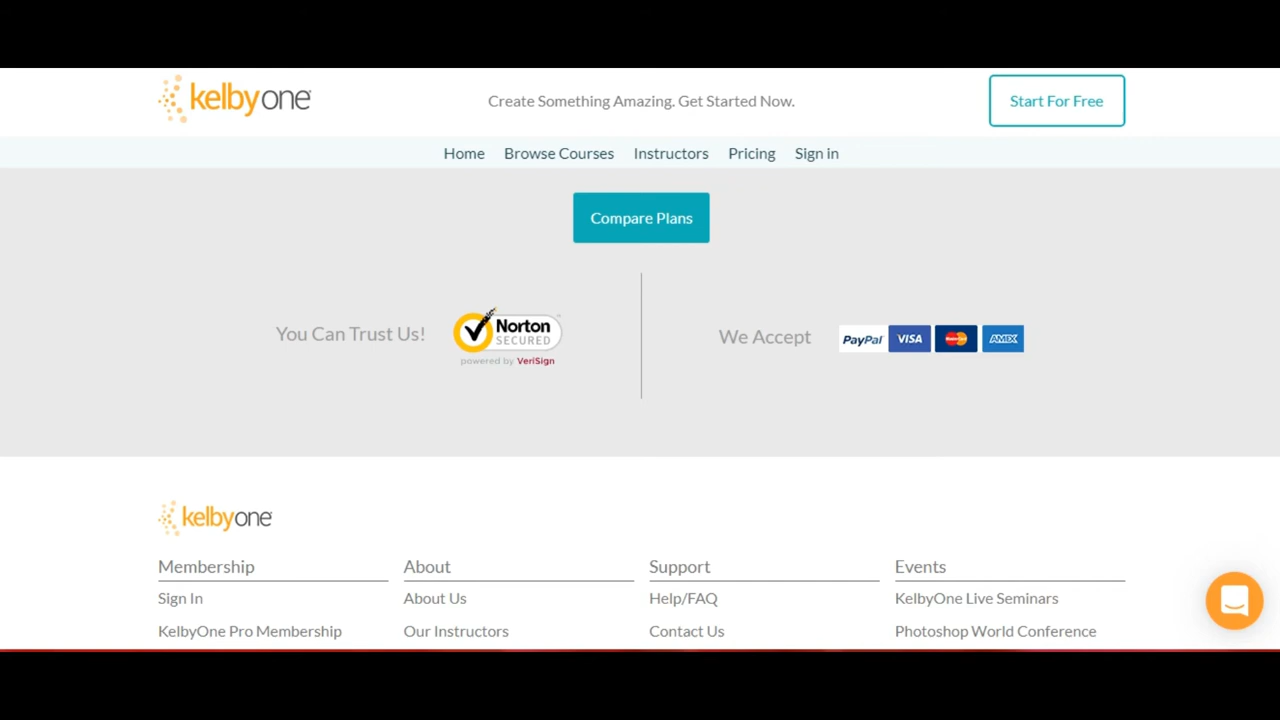 kelbyone
Create Something Amazing. Get Started Now.
Start For Free
Home Browse Courses Instructors Pricing Sign in
Compare Plans
You Can Trust Us!
Norton
SECURED
powered by VeriSign
We Accept
PayPal VISA MasterCard AMEX
kelbyone
Membership About Support Events
Sign In About Us Help/FAQ KelbyOne Live Seminars
KelbyOne Pro Membership Our Instructors Contact Us Photoshop World Conference